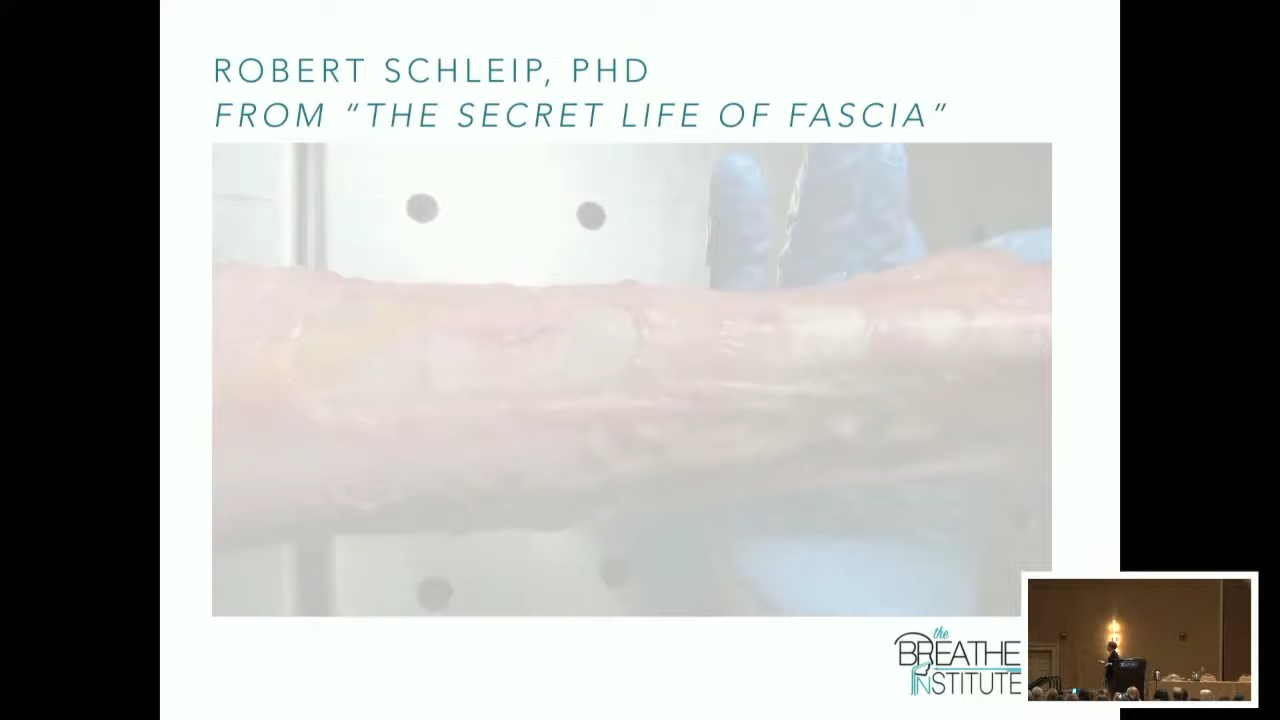 ROBERT SCHLEIP, PHD
FROM “THE SECRET LIFE OF FASCIA”
the
BREATHE
INSTITUTE